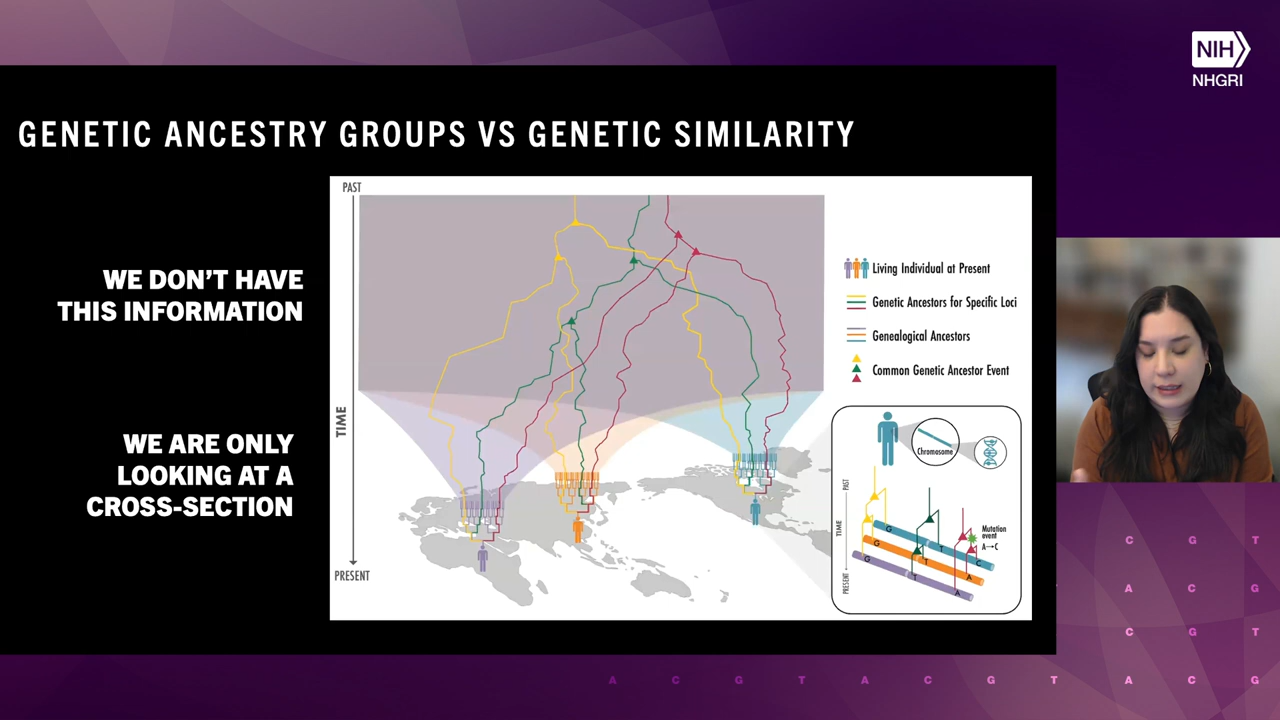 NIH
NHGRI
GENETIC ANCESTRY GROUPS VS GENETIC SIMILARITY
WE DON'T HAVE
THIS INFORMATION
WE ARE ONLY
LOOKING AT A
CROSS-SECTION
PAST
TIME
PRESENT
Living Individual at Present
Genetic Ancestors for Specific Loci
Genealogical Ancestors
Common Genetic Ancestor Event
Chromosome
PAST
TIME
PRESENT
Mutation
event
A→C
G
T
C
G
T
A
G
T
A
C G T
A C G
C G T
A C G T A C G T A C G